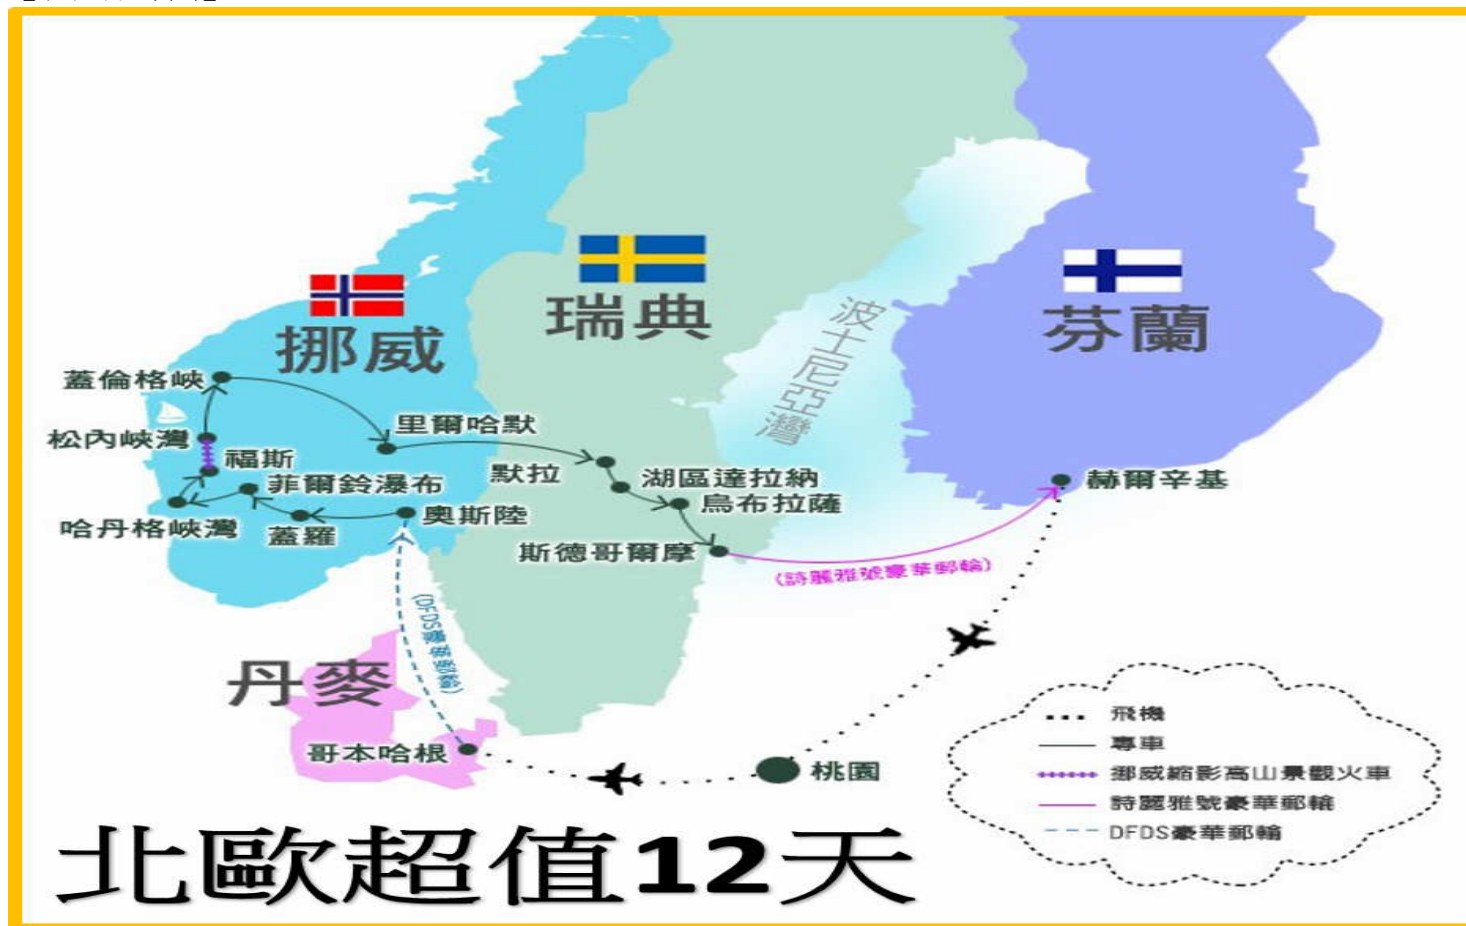 瑞典
芬蘭
挪威
波士尼亞灣
蓋倫格峽
里爾哈默
松內峽灣
福斯
默拉
湖區達拉納
赫爾辛基
菲爾鈴瀑布
烏布拉薩
哈丹格峽灣
蓋羅
奧斯陸
斯德哥爾摩
(詩麗雅號豪華郵輪)
(DFDS豪華郵輪)
丹麥
哥本哈根
桃園
飛機
專車
挪威縮影高山景觀火車
詩麗雅號豪華郵輪
DFDS豪華郵輪
北歐超值12天